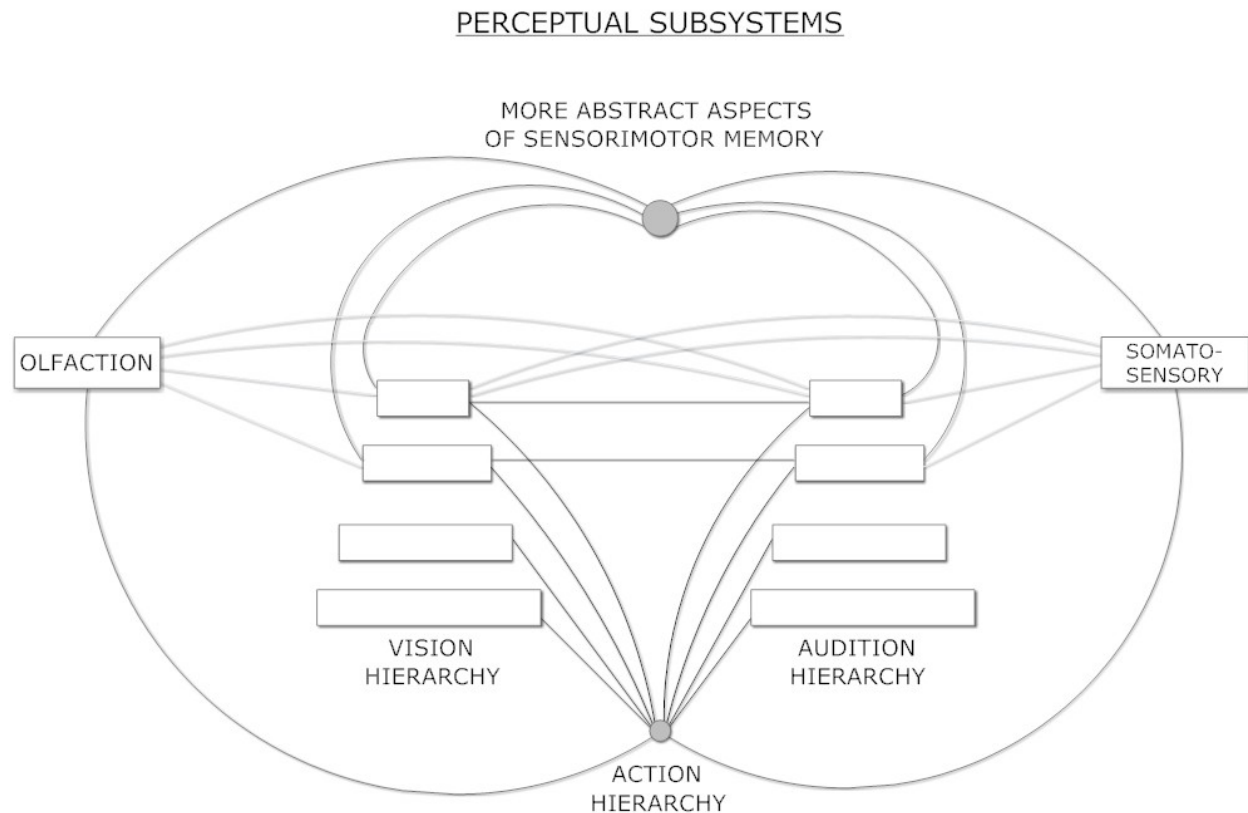 PERCEPTUAL SUBSYSTEMS
MORE ABSTRACT ASPECTS
OF SENSORIMOTOR MEMORY
OLFACTION
SOMATO-
SENSORY
VISION
HIERARCHY
AUDITION
HIERARCHY
ACTION
HIERARCHY